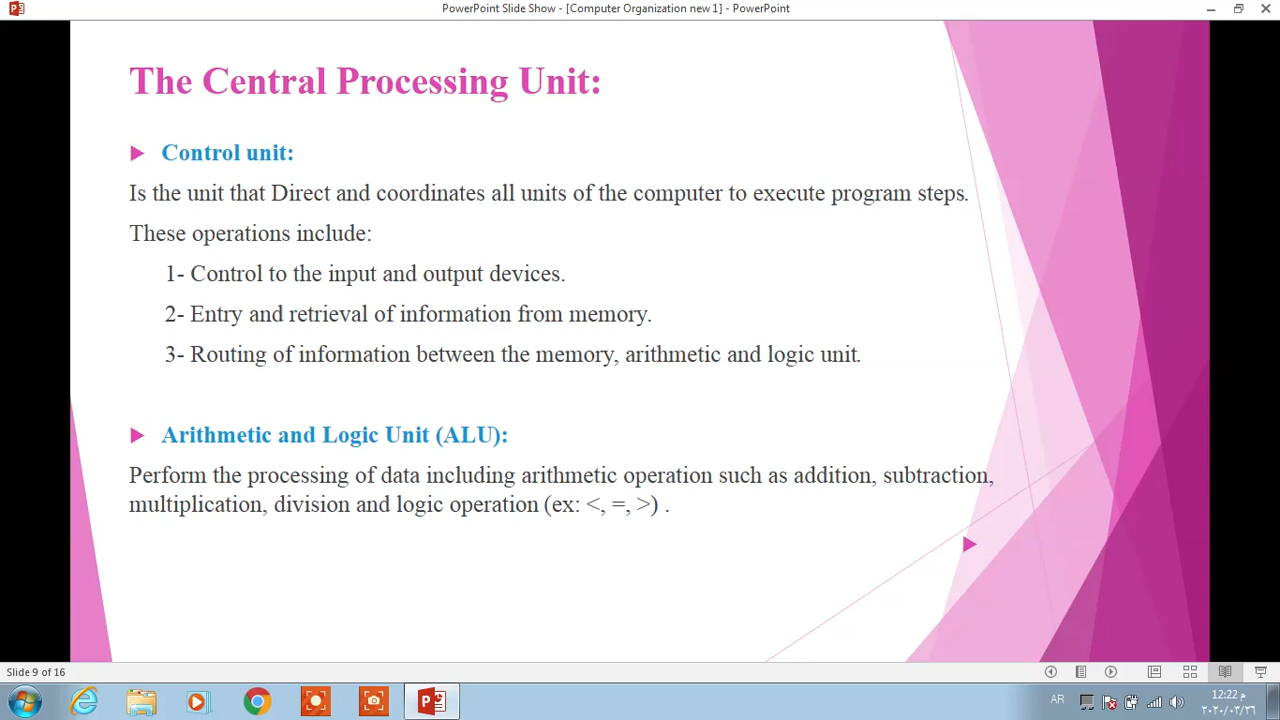 PowerPoint Slide Show - [Computer Organization new 1] - PowerPoint
The Central Processing Unit:
Control unit:
Is the unit that Direct and coordinates all units of the computer to execute program steps.
These operations include:
1- Control to the input and output devices.
2- Entry and retrieval of information from memory.
3- Routing of information between the memory, arithmetic and logic unit.
Arithmetic and Logic Unit (ALU):
Perform the processing of data including arithmetic operation such as addition, subtraction,
multiplication, division and logic operation (ex: <, =, >) .
Slide 9 of 16
AR
12:22 م
٢٠٢٠/٠٣/٢٦